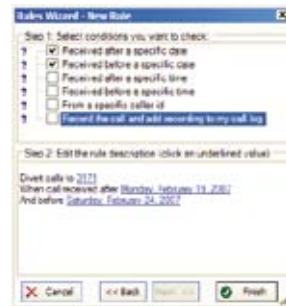 Rules Wizard - New Rule
Step 1: Select conditions you want to check:
Received after a specific date
Received before a specific date
Received after a specific time
Received before a specific time
From a specific caller id
Record the call and add recording to my call log
Step 2: Edit the rule description (click an underlined value)
Divert calls to
When call received after Monday, February 19, 2007
And before Saturday, February 24, 2007
Cancel
<< Back
Next >>
Finish